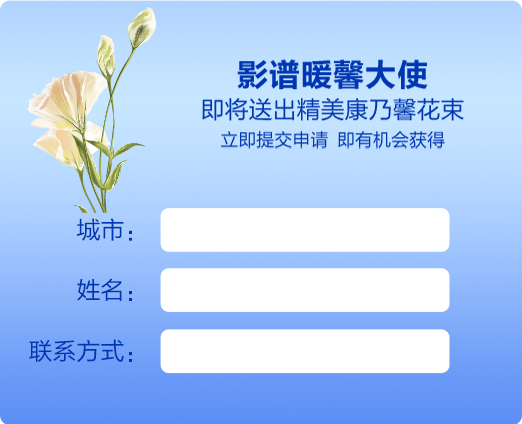 影谱暖馨大使
即将送出精美康乃馨花束
立即提交申请 即有机会获得
城市：
姓名：
联系方式：